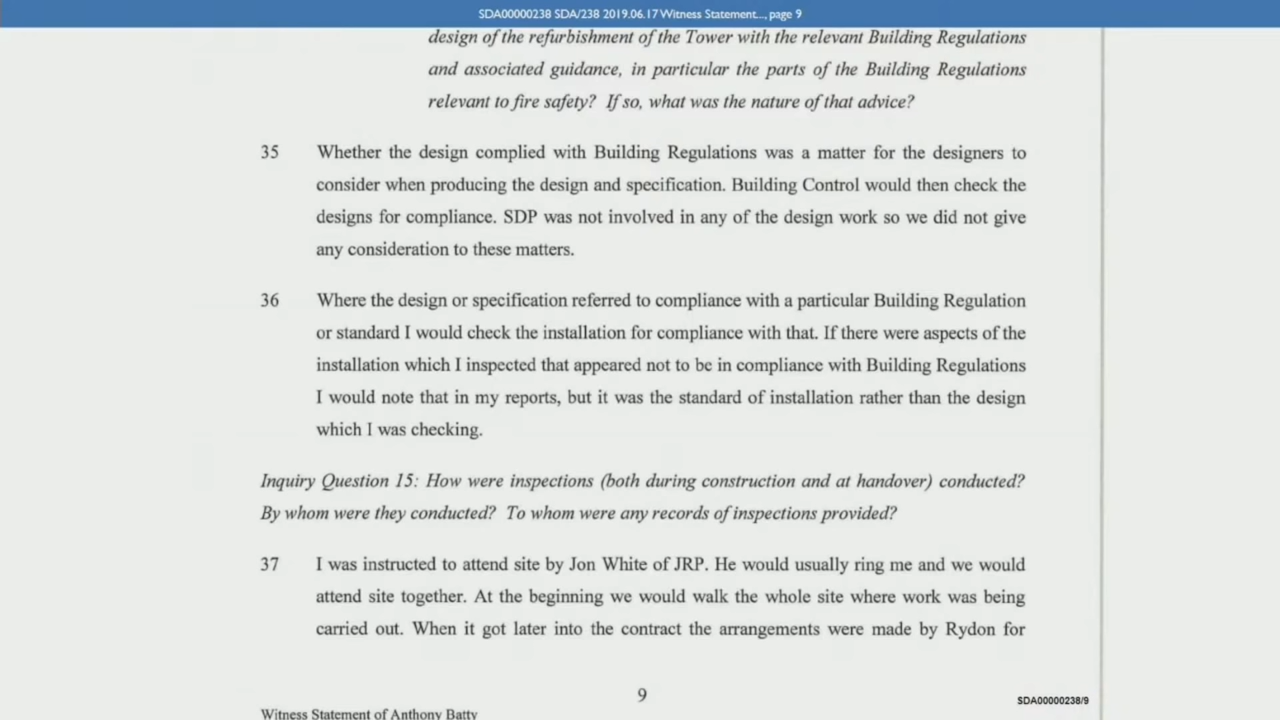 SDA00000238 SDA/238 2019.06.17 Witness Statement..., page 9
design of the refurbishment of the Tower with the relevant Building Regulations
and associated guidance, in particular the parts of the Building Regulations
relevant to fire safety? If so, what was the nature of that advice?
35 Whether the design complied with Building Regulations was a matter for the designers to
consider when producing the design and specification. Building Control would then check the
designs for compliance. SDP was not involved in any of the design work so we did not give
any consideration to these matters.
36 Where the design or specification referred to compliance with a particular Building Regulation
or standard I would check the installation for compliance with that. If there were aspects of the
installation which I inspected that appeared not to be in compliance with Building Regulations
I would note that in my reports, but it was the standard of installation rather than the design
which I was checking.
Inquiry Question 15: How were inspections (both during construction and at handover) conducted?
By whom were they conducted? To whom were any records of inspections provided?
37 I was instructed to attend site by Jon White of JRP. He would usually ring me and we would
attend site together. At the beginning we would walk the whole site where work was being
carried out. When it got later into the contract the arrangements were made by Rydon for
9
SDA00000238/9
Witness Statement of Anthony Batty